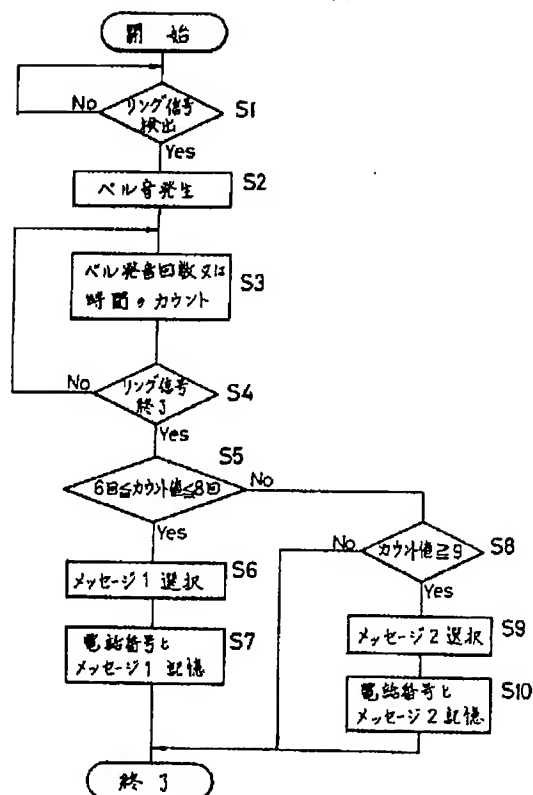 開始
リング信号
検出
S1
No
Yes
ベル音発生
S2
ベル発音回数又は
時間のカウント
S3
リング信号
終了
S4
No
Yes
S5
6回≦カウント値≦8回
No
Yes
カウント値≧9
S8
No
Yes
メッセージ1選択
S6
メッセージ2選択
S9
電話番号と
メッセージ1記憶
S7
電話番号と
メッセージ2記憶
S10
終了